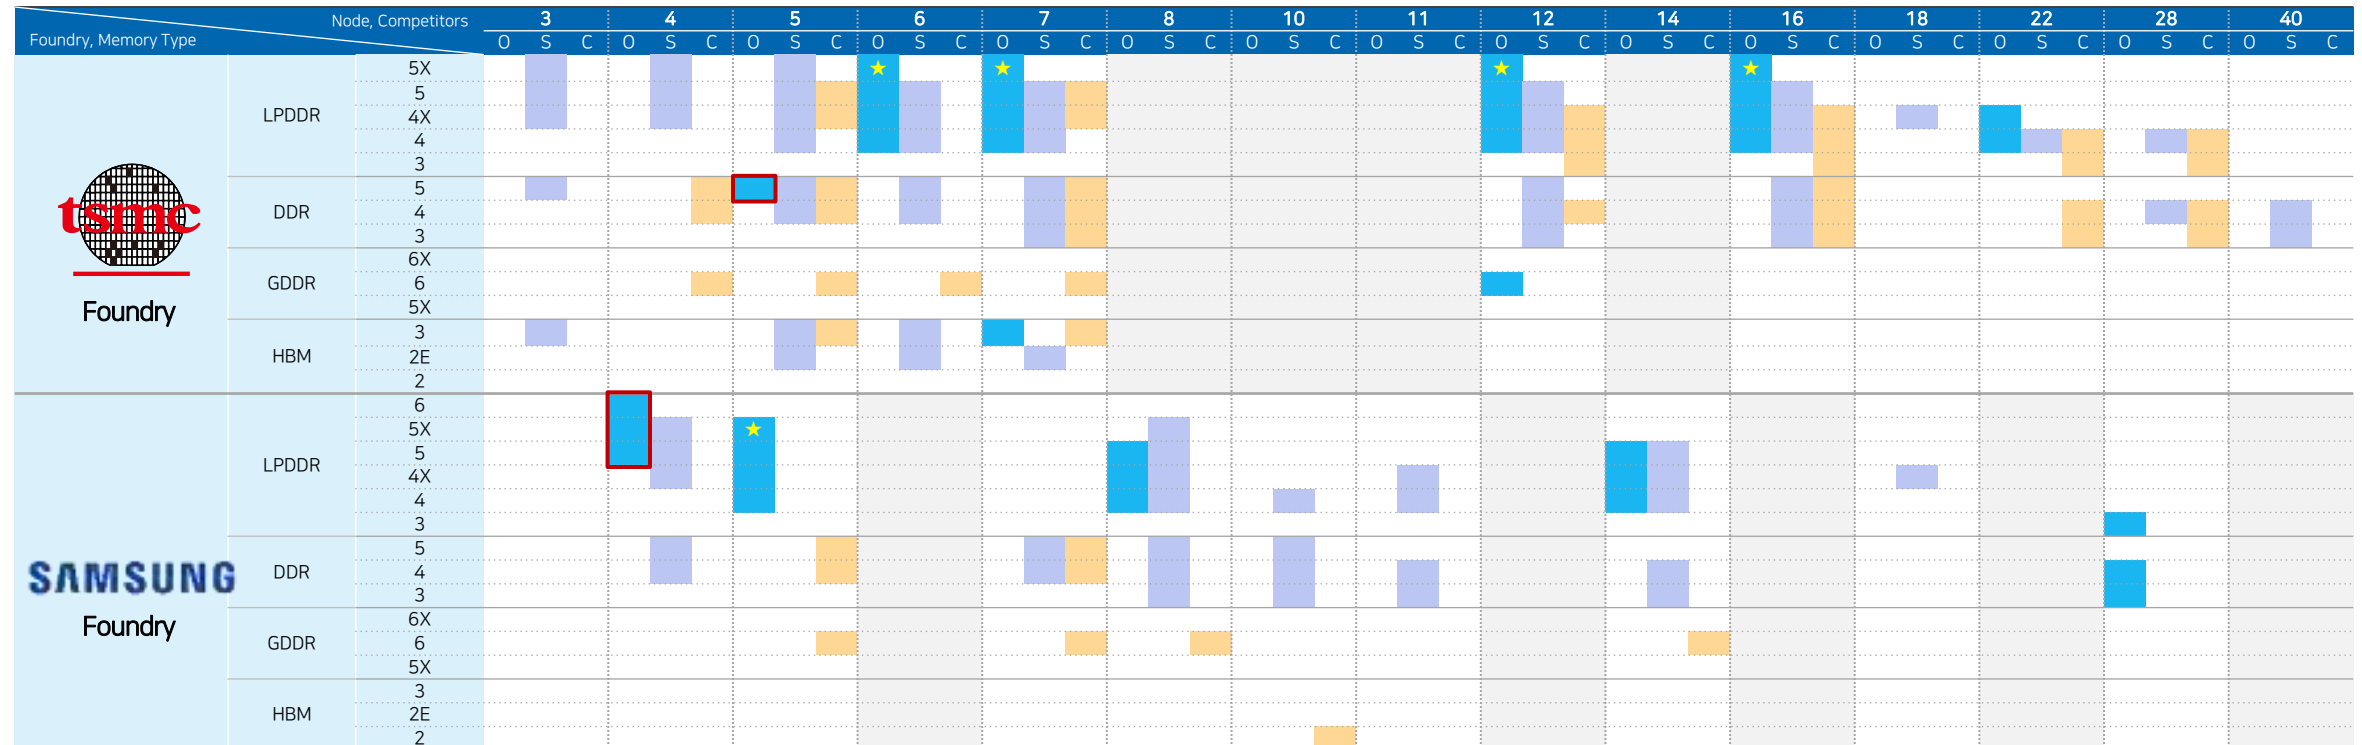 Node, Competitors 3 4 5 6 7 8 10 11 12 14 16 18 22 28 40
Foundry, Memory Type O S C O S C O S C O S C O S C O S C O S C O S C O S C O S C O S C O S C O S C O S C O S C
tsmc
Foundry
LPDDR
5X
5
4X
4
3
DDR
5
4
3
GDDR
6X
6
5X
HBM
3
2E
2
SAMSUNG
Foundry
LPDDR
6
5X
5
4X
4
3
DDR
5
4
3
GDDR
6X
6
5X
HBM
3
2E
2